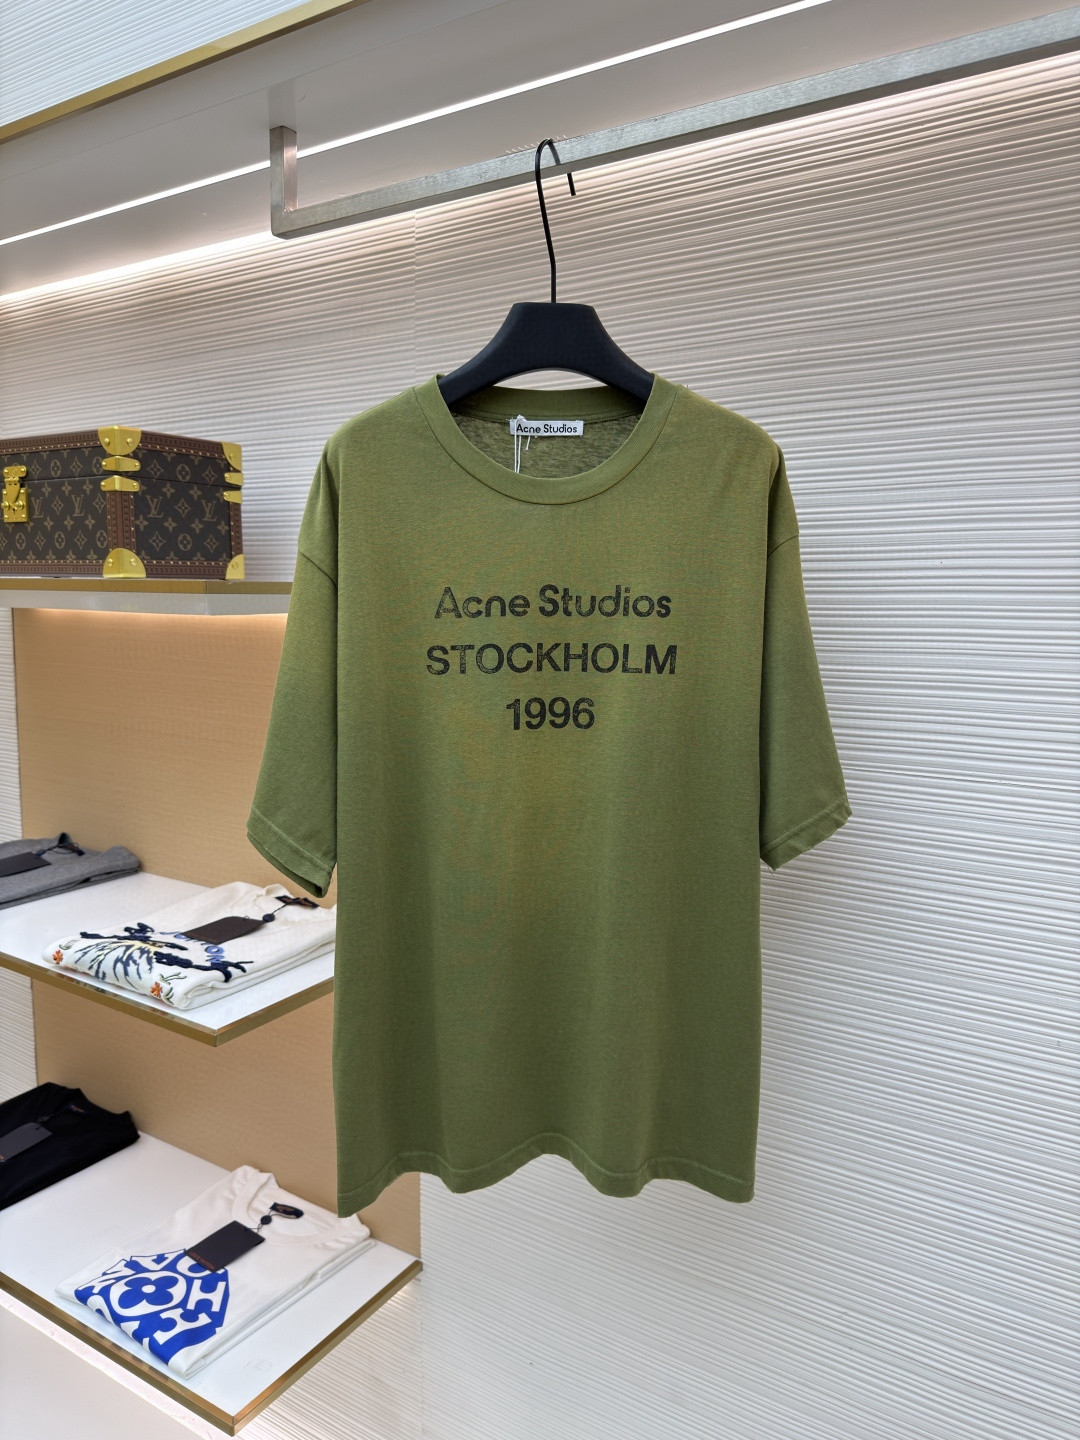 Acne Studios
Acne Studios
STOCKHOLM
1996